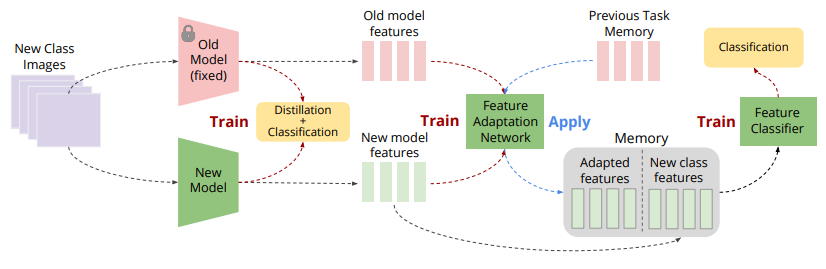 New Class
Images
Old
Model
(fixed)
Train
Distillation
+
Classification
New
Model
Old model
features
New model
features
Previous Task
Memory
Train
Feature
Adaptation
Network
Apply
Memory
Adapted
features
New class
features
Classification
Train
Feature
Classifier